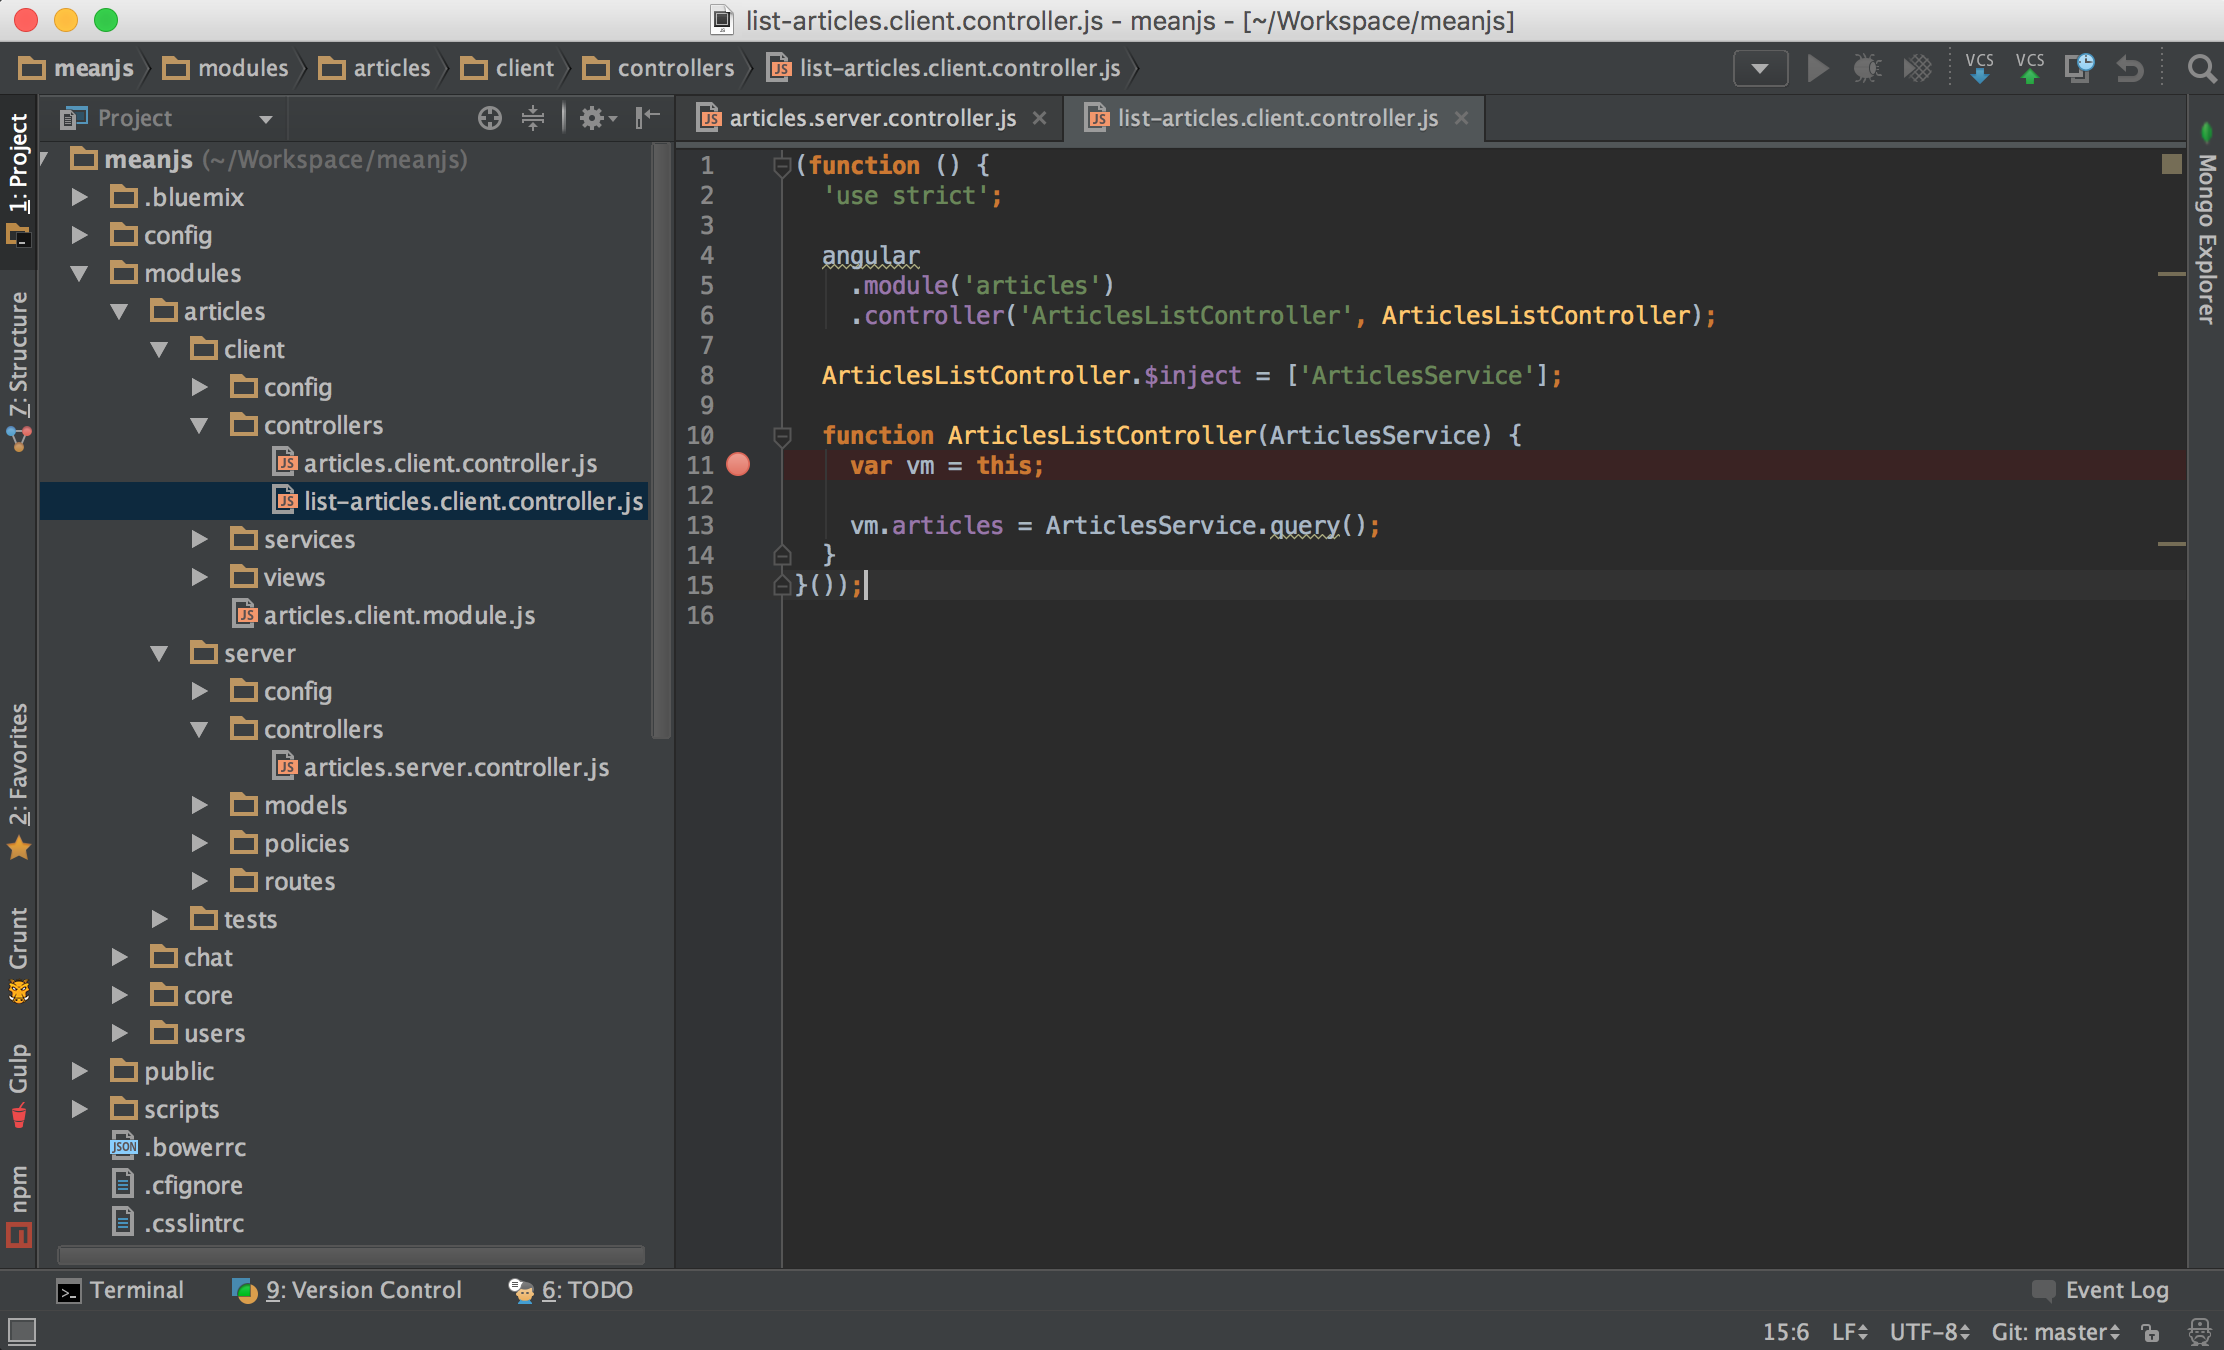 list-articles.client.controller.js - meanjs - [~/Workspace/meanjs]
meanjs modules articles client controllers list-articles.client.controller.js
VCS VCS
1: Project
7: Structure
2: Favorites
Grunt
Gulp
npm
Project
meanjs (~/Workspace/meanjs)
.bluemix
config
modules
articles
client
config
controllers
articles.client.controller.js
list-articles.client.controller.js
services
views
articles.client.module.js
server
config
controllers
articles.server.controller.js
models
policies
routes
tests
chat
core
users
public
scripts
JSON .bowerrc
.cfignore
.csslintrc
articles.server.controller.js list-articles.client.controller.js
1 (function () {
2 'use strict';
3
4 angular
5 .module('articles')
6 .controller('ArticlesListController', ArticlesListController);
7
8 ArticlesListController.$inject = ['ArticlesService'];
9
10 function ArticlesListController(ArticlesService) {
11 var vm = this;
12
13 vm.articles = ArticlesService.query();
14 }
15 }());
16
Mongo Explorer
Terminal 9: Version Control 6: TODO Event Log
15:6 LF UTF-8 Git: master